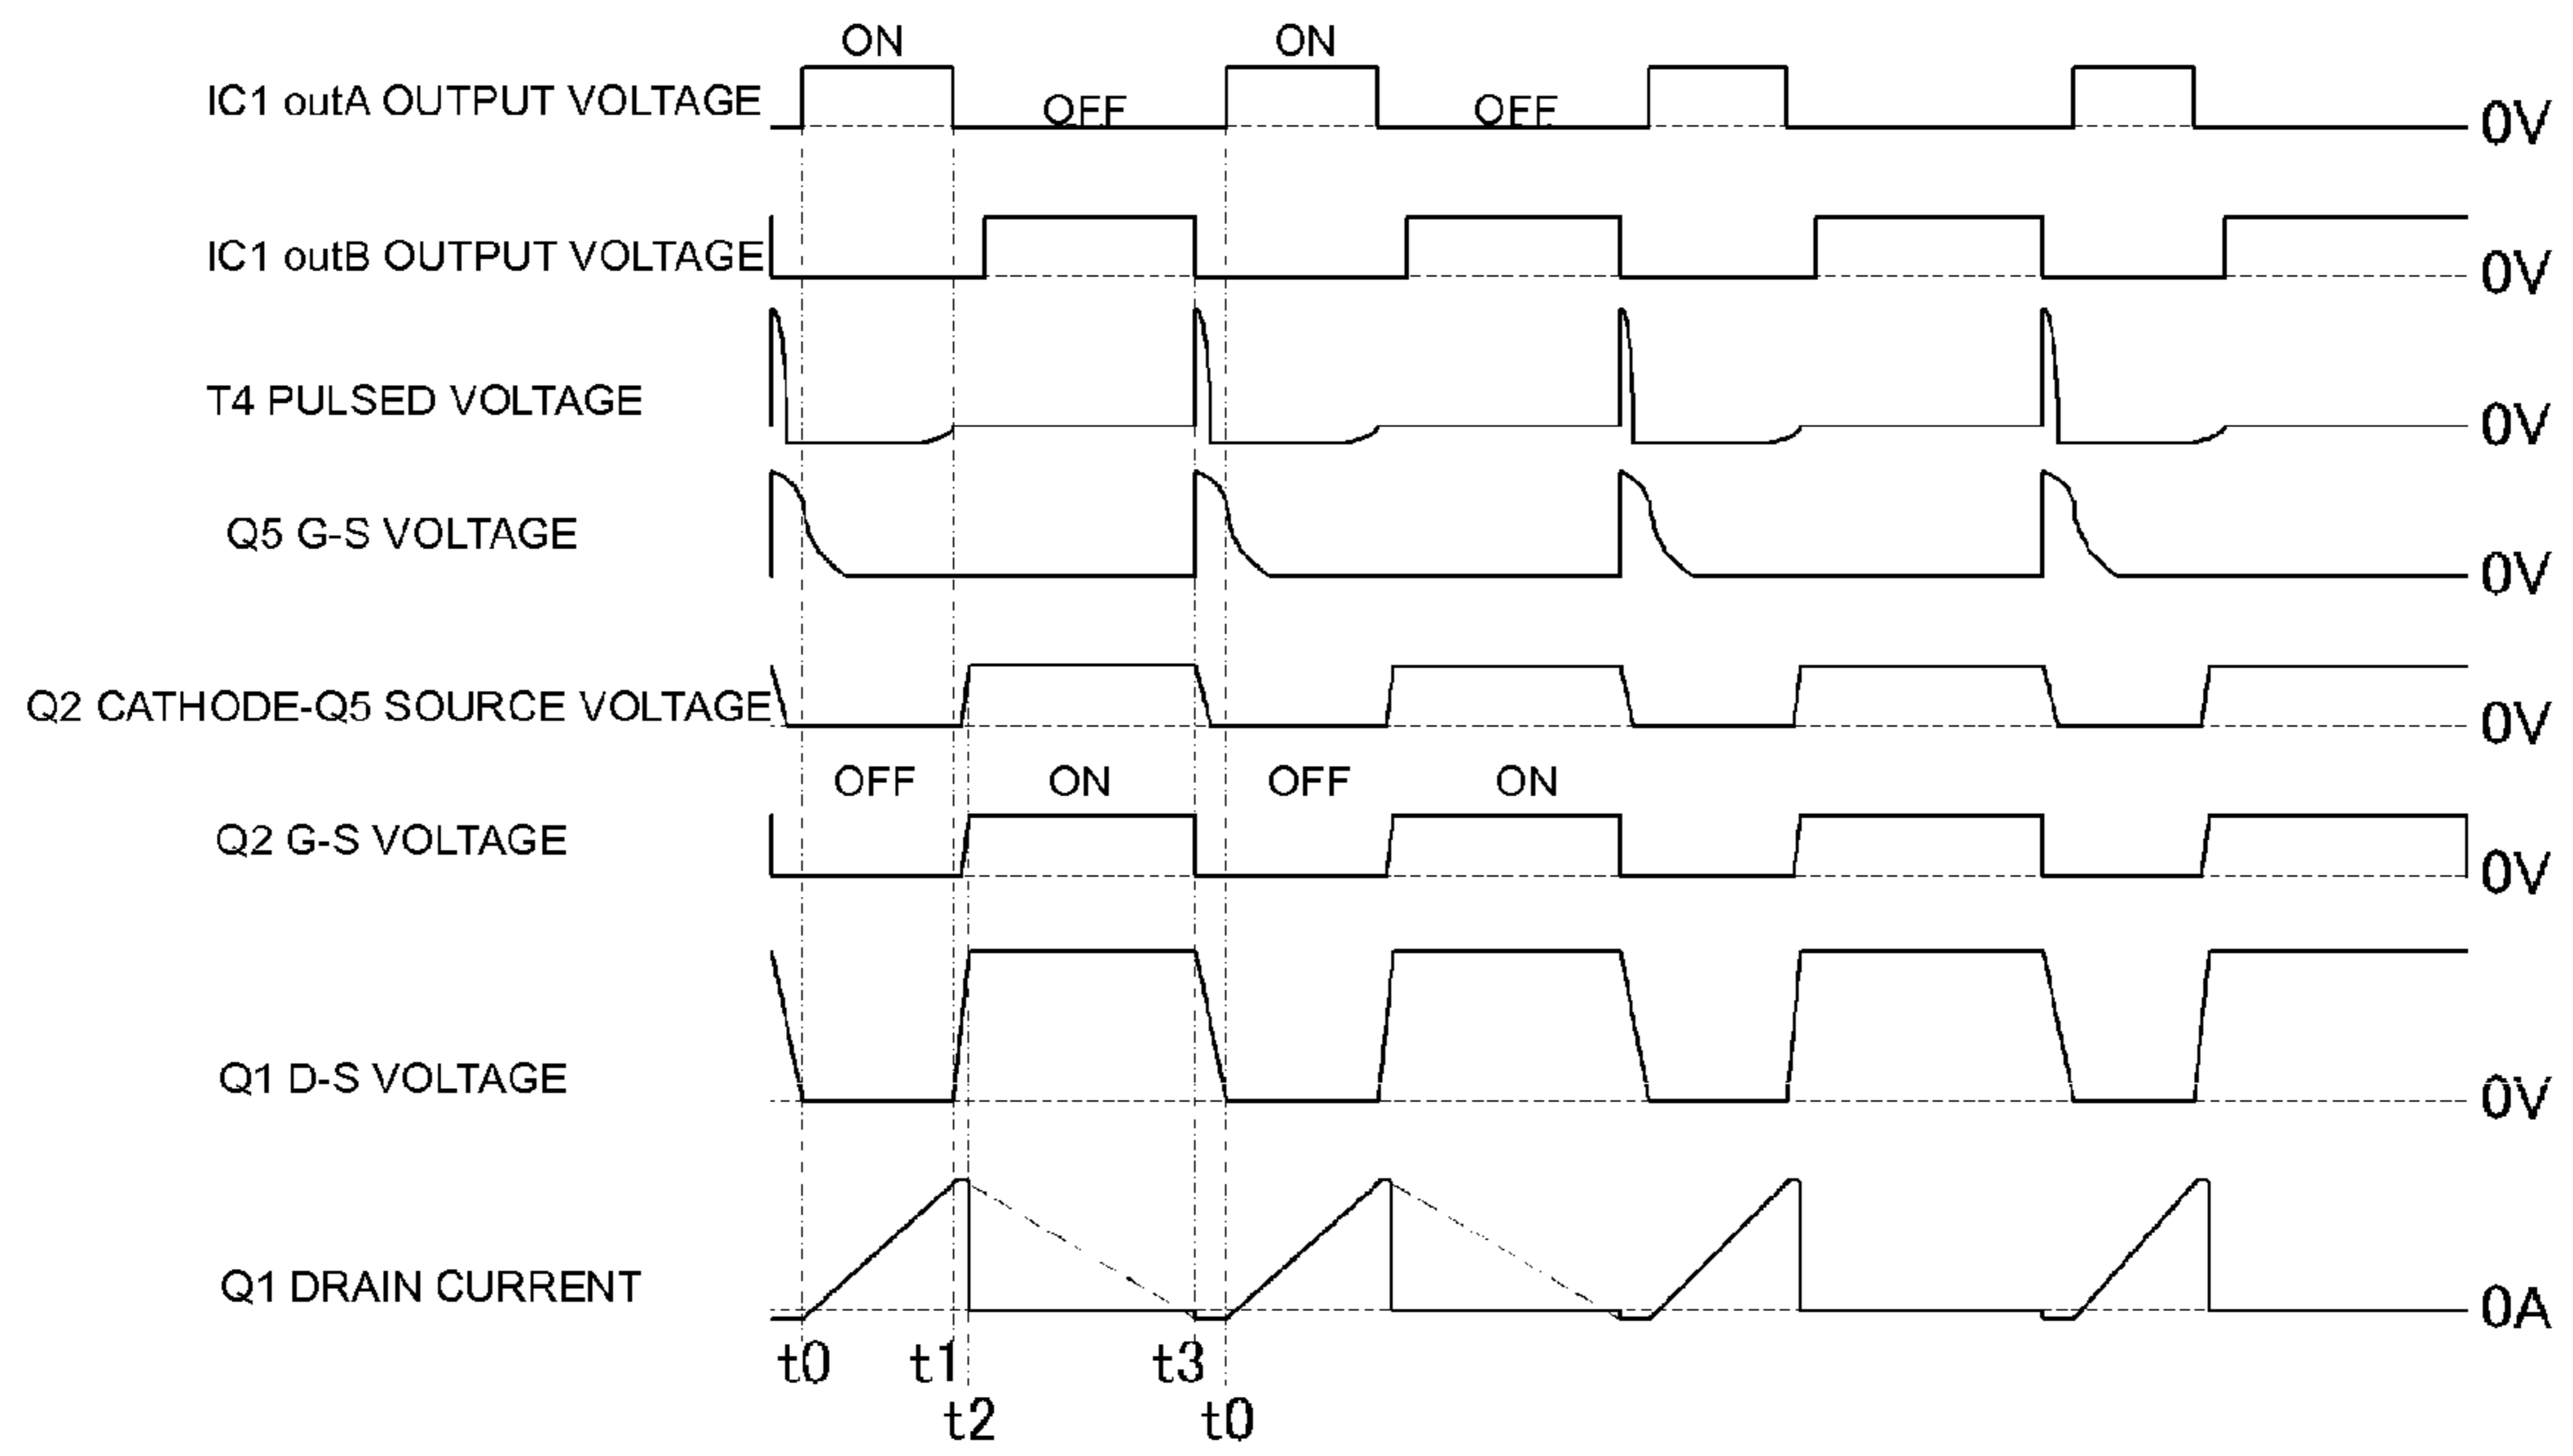 ON ON
IC1 outA OUTPUT VOLTAGE OFF OFF 0V
IC1 outB OUTPUT VOLTAGE 0V
T4 PULSED VOLTAGE 0V
Q5 G-S VOLTAGE 0V
Q2 CATHODE-Q5 SOURCE VOLTAGE 0V
OFF ON OFF ON
Q2 G-S VOLTAGE 0V
Q1 D-S VOLTAGE 0V
Q1 DRAIN CURRENT 0A
t0 t1 t3
t2 t0